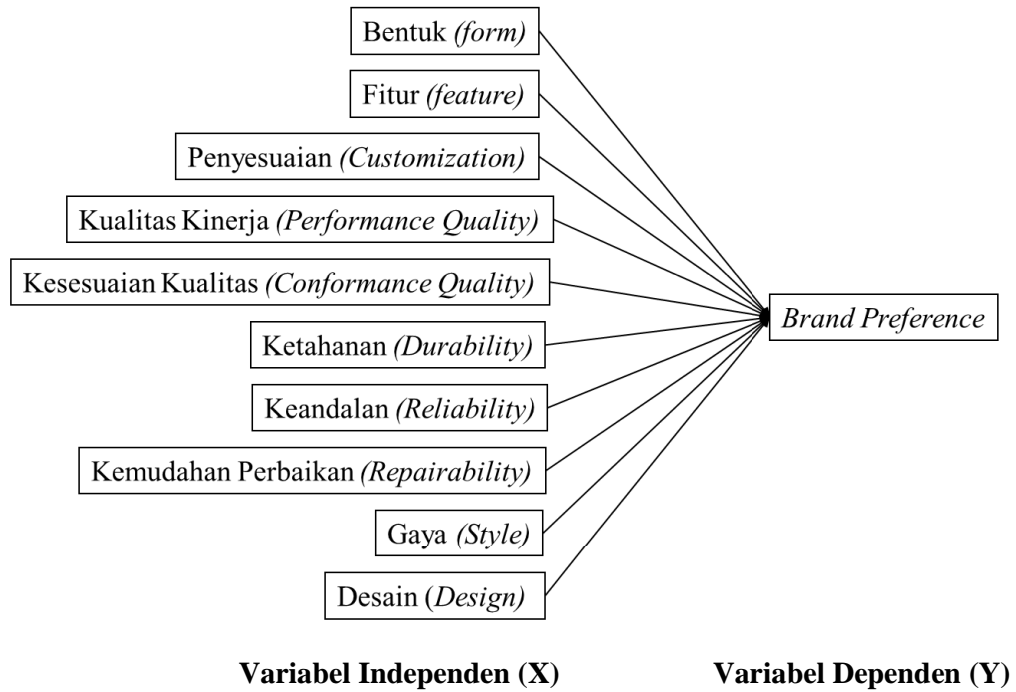 Bentuk (form)
Fitur (feature)
Penyesuaian (Customization)
Kualitas Kinerja (Performance Quality)
Kesesuaian Kualitas (Conformance Quality)
Ketahanan (Durability)
Keandalan (Reliability)
Kemudahan Perbaikan (Repairability)
Gaya (Style)
Desain (Design)
Brand Preference
Variabel Independen (X)
Variabel Dependen (Y)